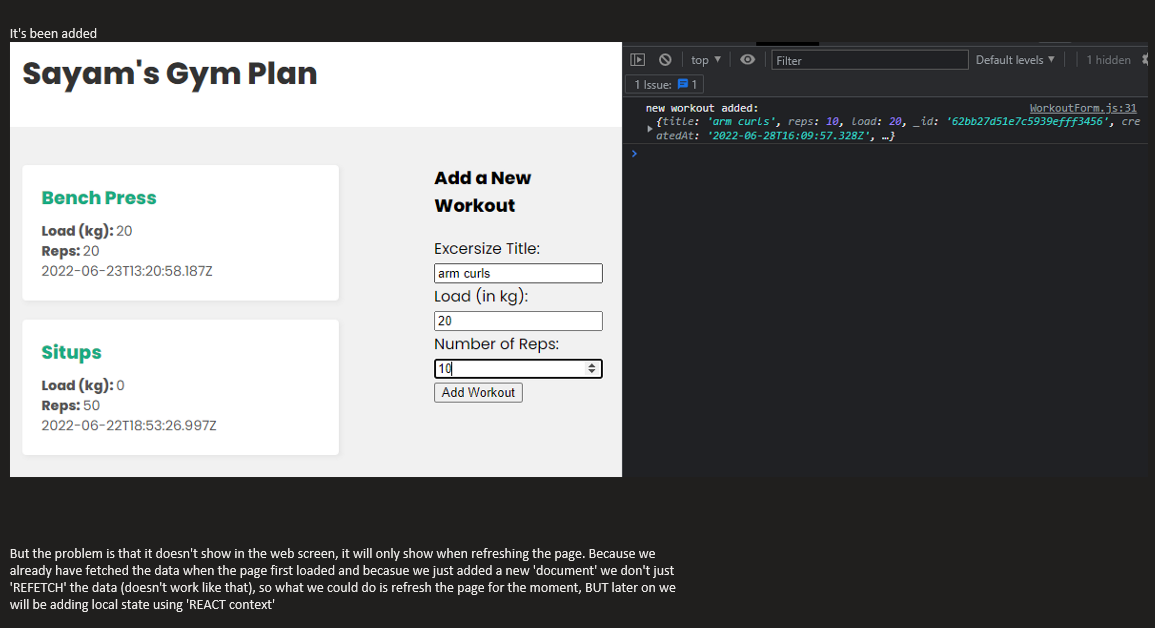 It's been added
Sayam's Gym Plan
Bench Press
Load (kg): 20
Reps: 20
2022-06-23T13:20:58.187Z
Situps
Load (kg): 0
Reps: 50
2022-06-22T18:53:26.997Z
Add a New
Workout
Excersize Title:
arm curls
Load (in kg):
20
Number of Reps:
10
Add Workout
top ▼
Filter
Default levels ▼
1 hidden
1 Issue: 1
new workout added:
WorkoutForm.js:31
{title: 'arm curls', reps: 10, load: 20, _id: '62bb27d51e7c5939efff3456', cre
atedAt: '2022-06-28T16:09:57.328Z', …}
But the problem is that it doesn't show in the web screen, it will only show when refreshing the page. Because we
already have fetched the data when the page first loaded and becasue we just added a new 'document' we don't just
'REFETCH' the data (doesn't work like that), so what we could do is refresh the page for the moment, BUT later on we
will be adding local state using 'REACT context'